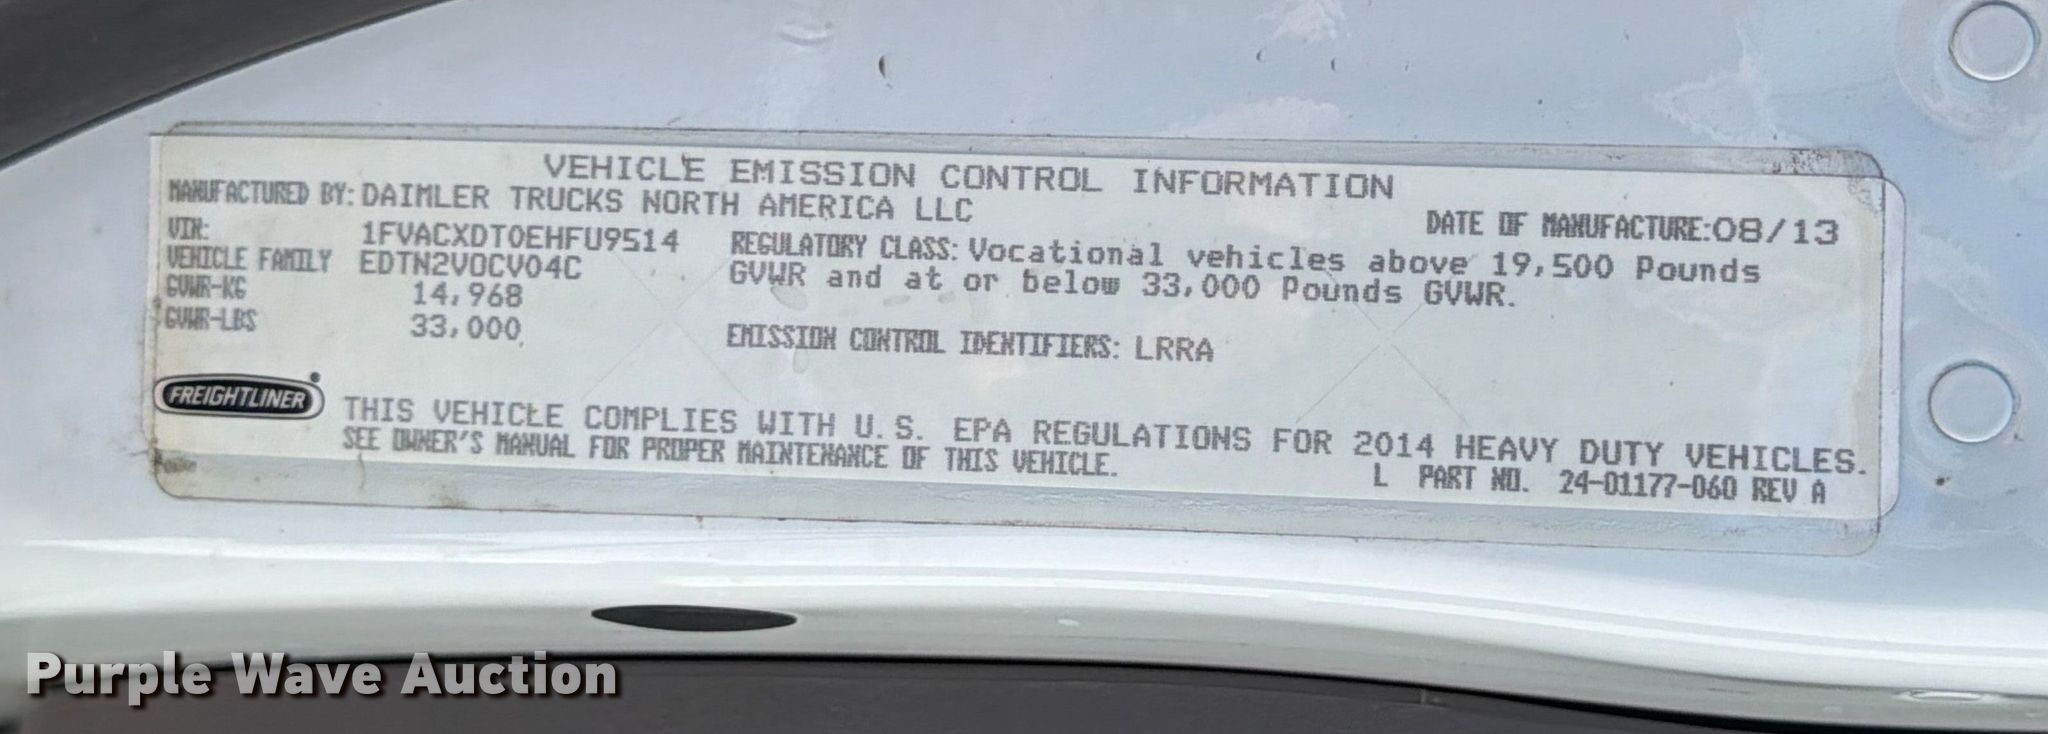 VEHICLE EMISSION CONTROL INFORMATION
MANUFACTURED BY: DAIMLER TRUCKS NORTH AMERICA LLC
DATE OF MANUFACTURE: 08/13
VIN: 1FVACXDT0EHFU9514
REGULATORY CLASS: Vocational vehicles above 19,500 Pounds
VEHICLE FAMILY EDTN2VOCV04C
GVWR and at or below 33,000 Pounds GVWR.
GVWR-KG 14,968
GVWR-LBS 33,000
EMISSION CONTROL IDENTIFIERS: LRRA
FREIGHTLINER
THIS VEHICLE COMPLIES WITH U.S. EPA REGULATIONS FOR 2014 HEAVY DUTY VEHICLES.
SEE OWNER'S MANUAL FOR PROPER MAINTENANCE OF THIS VEHICLE.
L PART NO. 24-01177-060 REV A
Purple Wave Auction